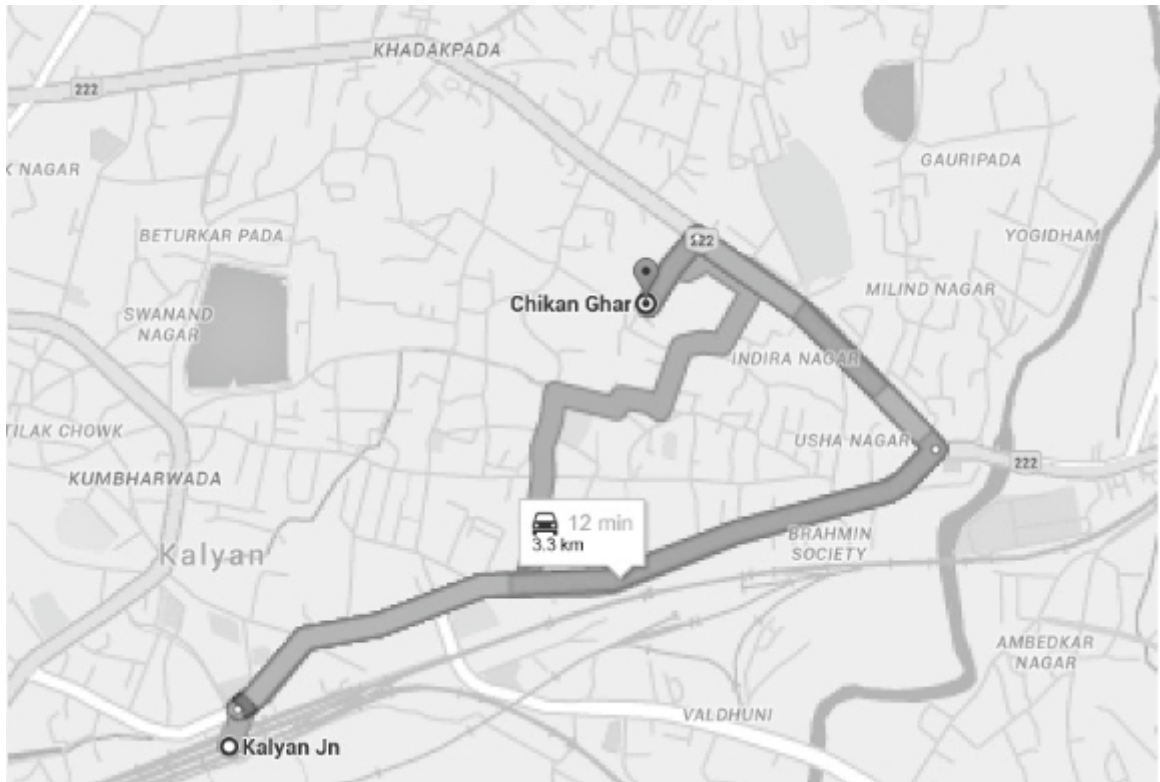 KHADAKPADA
222
GAURIPADA
K NAGAR
BETURKAR PADA
YOGIDHAM
222
Chikan Ghar
MILIND NAGAR
SWANAND
NAGAR
INDIRA NAGAR
TILAK CHOWK
USHA NAGAR
222
KUMBHARWADA
12 min
3.3 km
BRAHMIN
SOCIETY
Kalyan
AMBEDKAR
NAGAR
VALDHUNI
Kalyan Jn